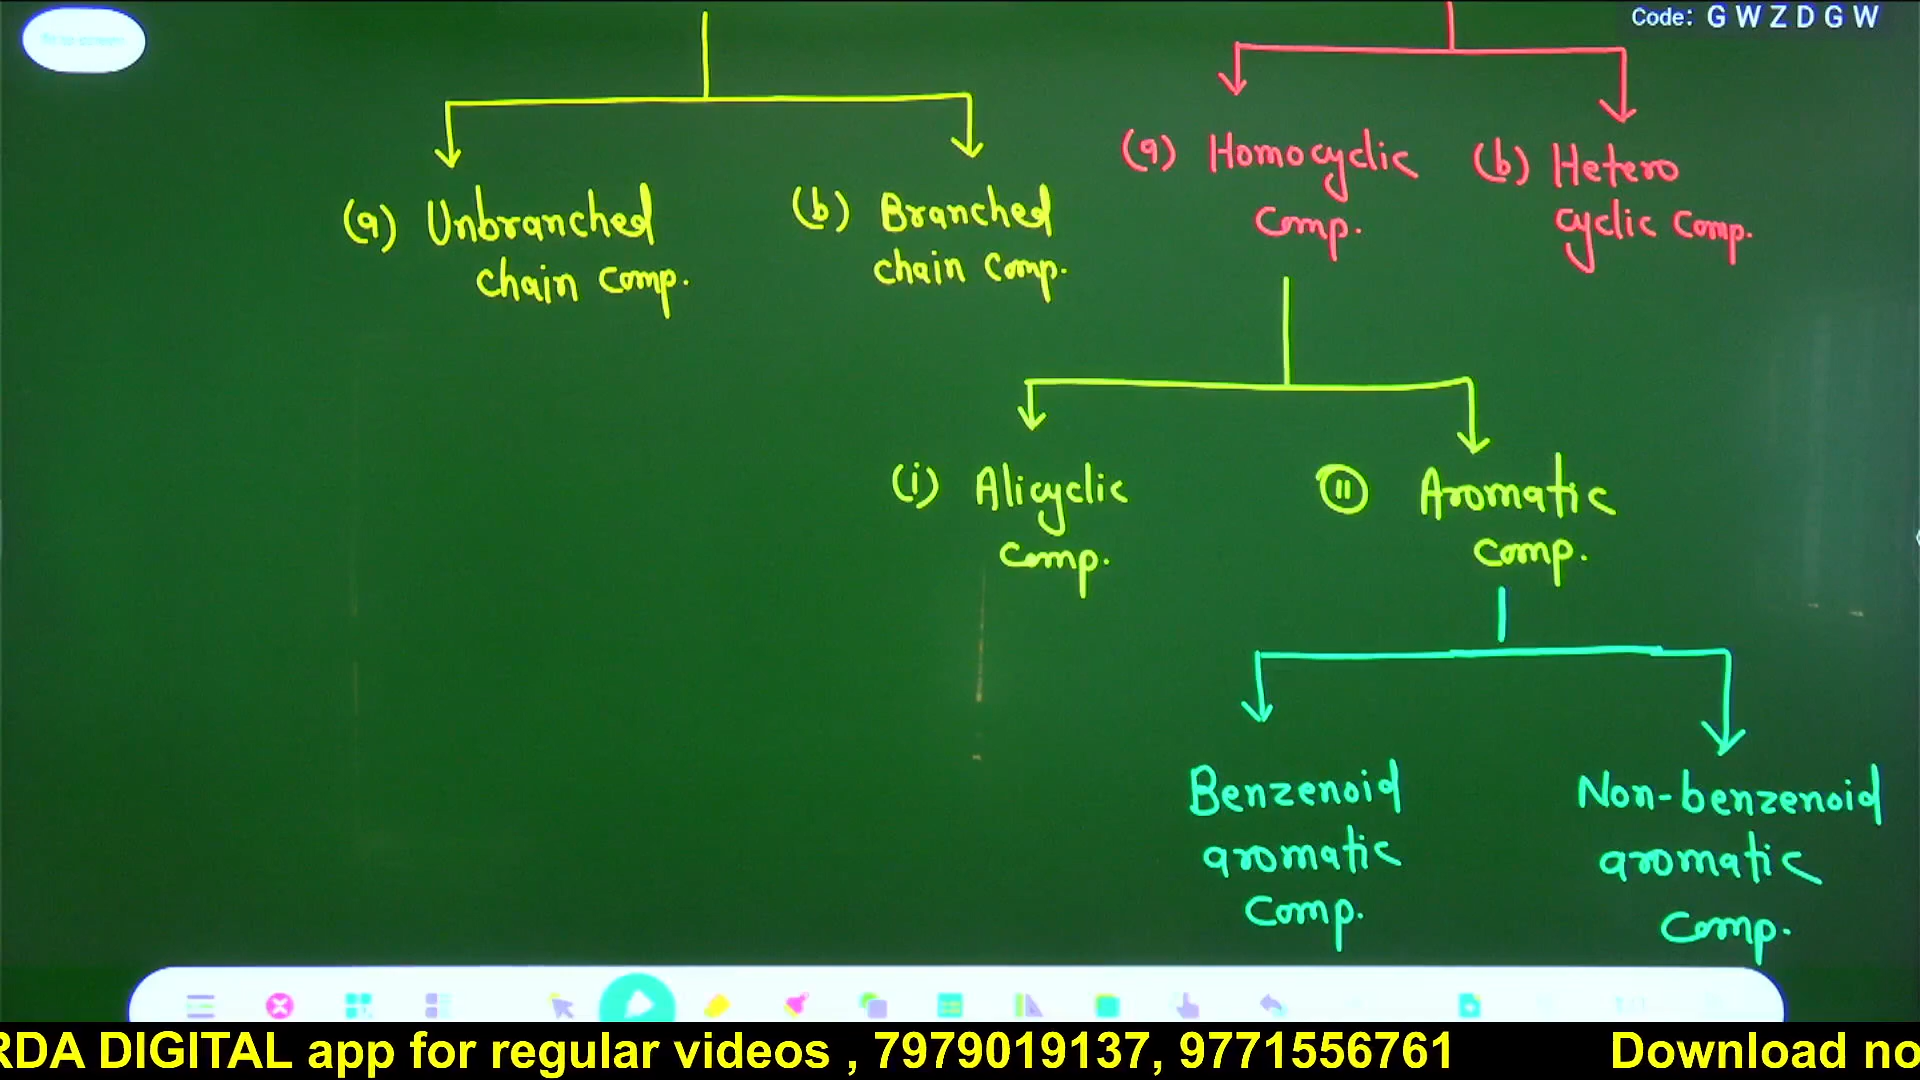 Code: G W Z D G W
(a) Unbranched
chain comp.
(b) Branched
chain comp.
(a) Homocyclic
comp.
(b) Hetero
cyclic comp.
(i) Alicyclic
comp.
(II) Aromatic
comp.
Benzenoid
aromatic
comp.
Non-benzenoid
aromatic
comp.
RDA DIGITAL app for regular videos , 7979019137, 9771556761 Download no